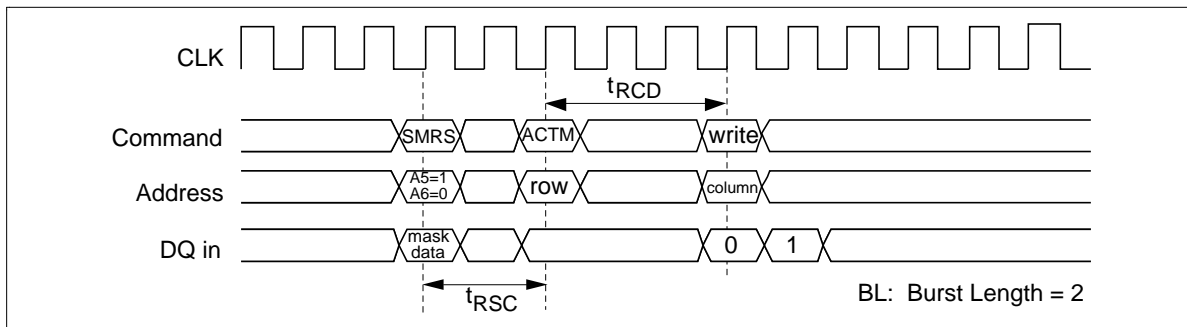 CLK
tRCD
Command SMRS ACTM write
Address A5=1 A6=0 row column
DQ in mask data 0 1
tRSC
BL: Burst Length = 2